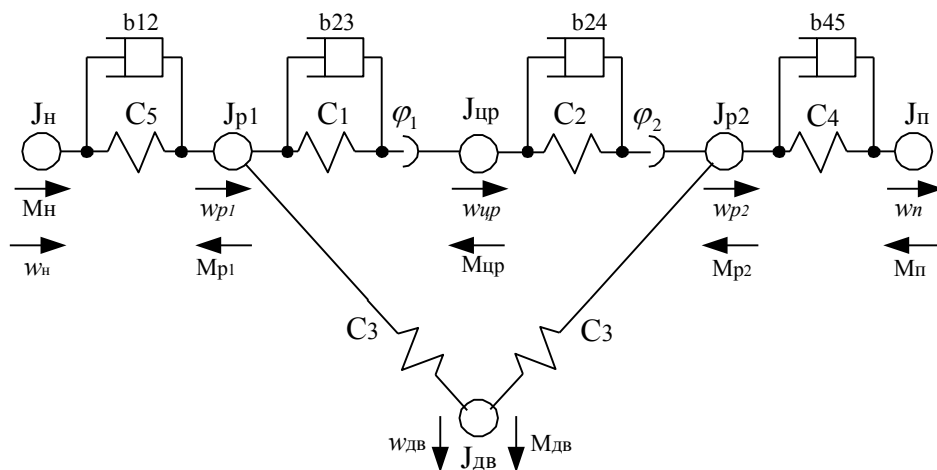 b12 b23 b24 b45
Jн C5 Jр1 C1 φ1 Jцр C2 φ2 Jр2 C4 Jп
Mн wр1 wцр wр2 wп
wн Mр1 Mцр Mр2 Mп
C3 C3
wдв Jдв Mдв